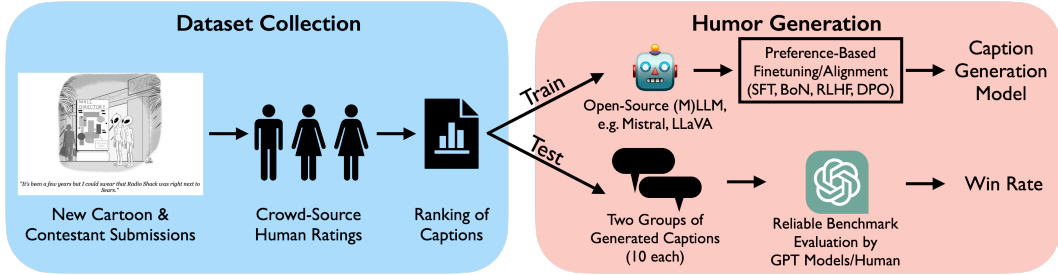 Dataset Collection
MALL
DIRECTORY
"It's been a few years but I could swear that Radio Shack was right next to
Sears."
New Cartoon &
Contestant Submissions
Crowd-Source
Human Ratings
Ranking of
Captions
Humor Generation
Train
Test
Open-Source (M)LLM,
e.g. Mistral, LLaVA
Preference-Based
Finetuning/Alignment
(SFT, BoN, RLHF, DPO)
Caption
Generation
Model
Two Groups of
Generated Captions
(10 each)
Reliable Benchmark
Evaluation by
GPT Models/Human
Win Rate